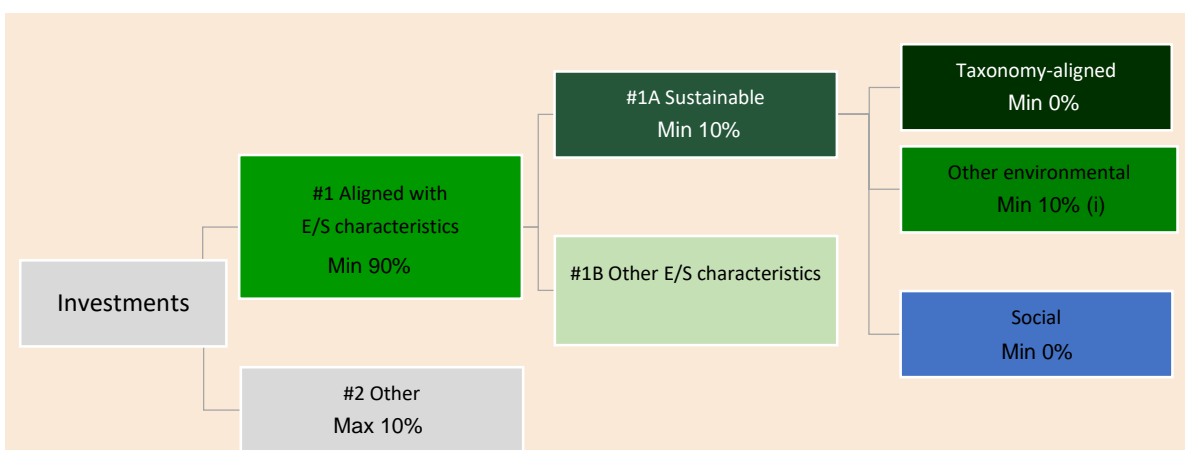 Investments
#1 Aligned with
E/S characteristics
Min 90%
#2 Other
Max 10%
#1A Sustainable
Min 10%
#1B Other E/S characteristics
Taxonomy-aligned
Min 0%
Other environmental
Min 10% (i)
Social
Min 0%